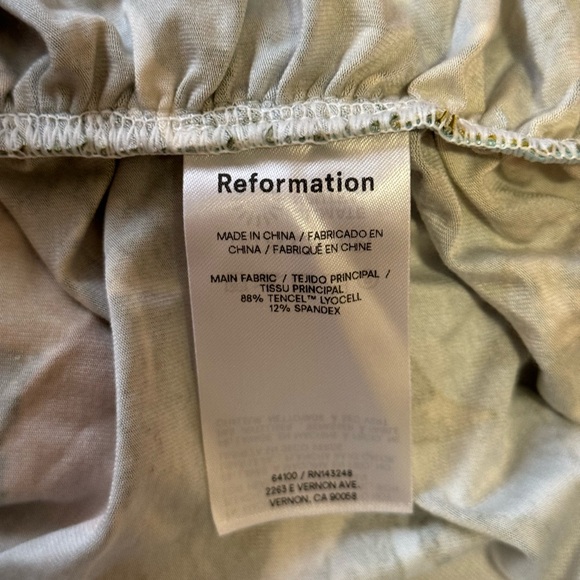 Reformation
MADE IN CHINA / FABRICADO EN
CHINA / FABRIQUÉ EN CHINE
MAIN FABRIC / TEJIDO PRINCIPAL /
TISSU PRINCIPAL
88% TENCEL™ LYOCELL
12% SPANDEX
64100 / RN143248
2263 E VERNON AVE.
VERNON, CA 90058